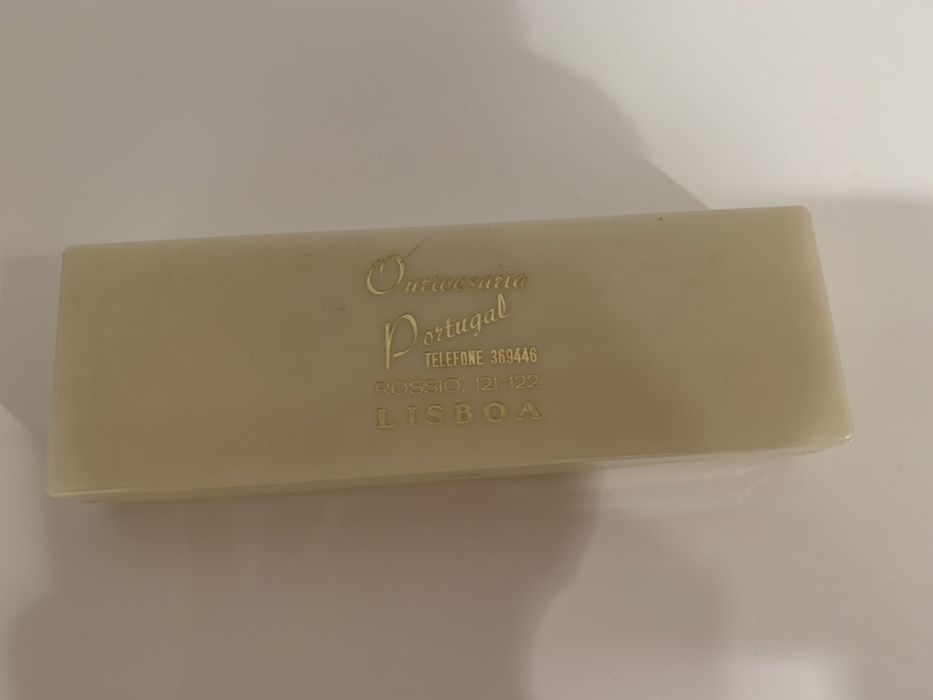 Ourivesaria
Portugal
TELEFONE 369446
ROSSIO, 121-122
LISBOA